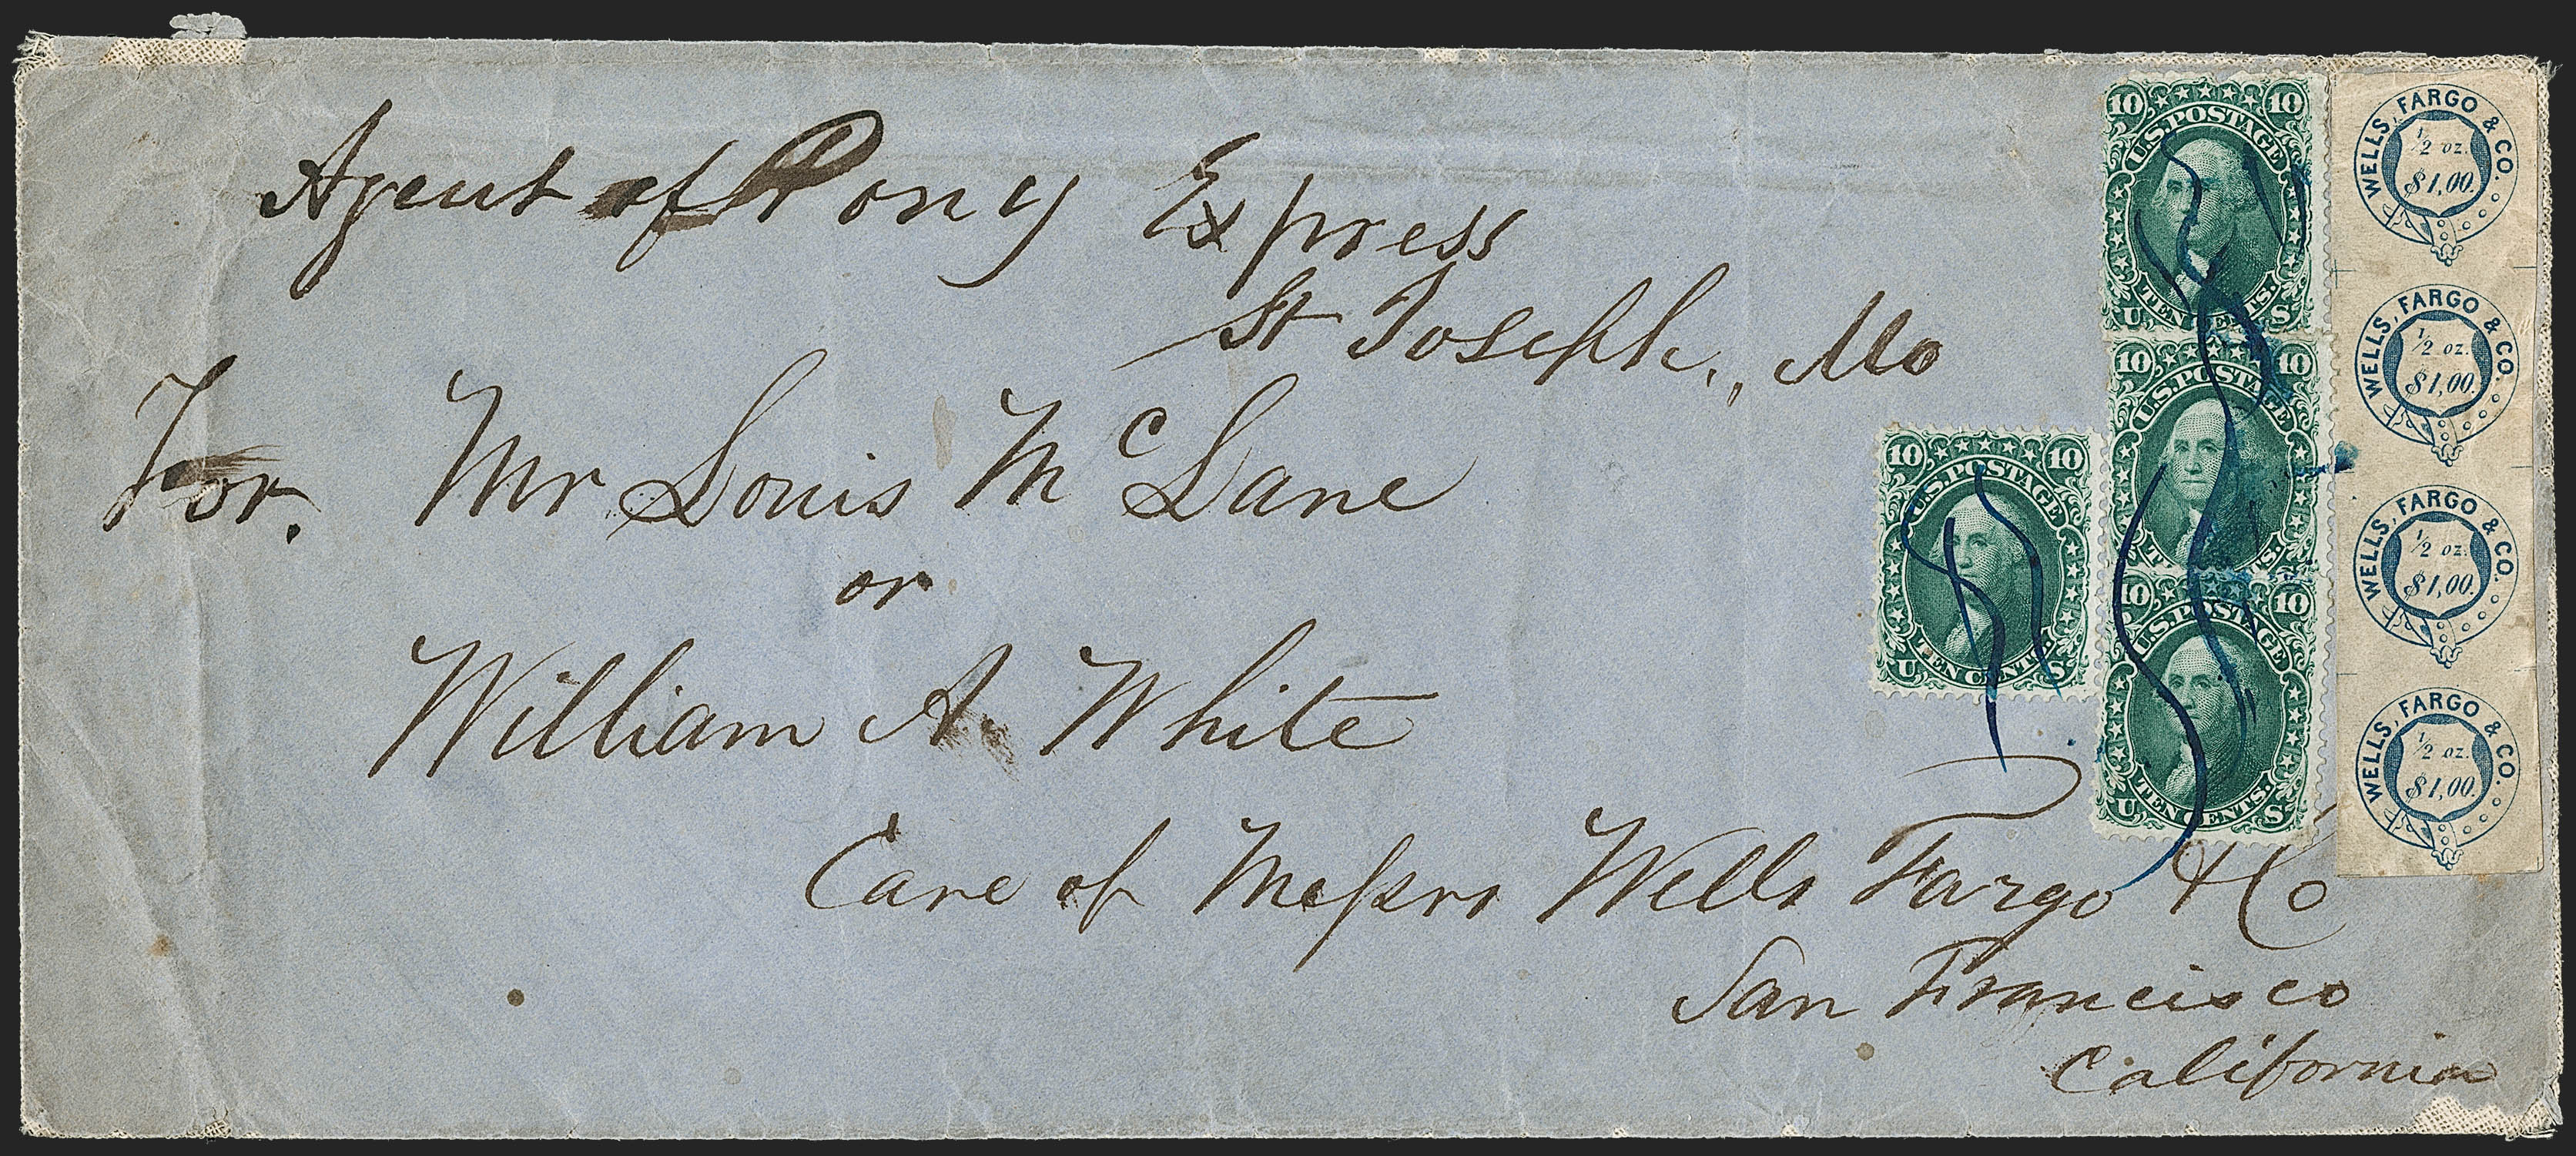 Agent of Pony Express
St Joseph, Mo
For. Mr Louis McLane
or
William A. White
Care of Messrs Wells Fargo & Co
San Francisco
California
10 10
U.S. POSTAGE
TEN CENTS.
U S
10 10
U.S. POSTAGE
TEN CENTS.
10 10
U.S. POSTAGE
TEN CENTS.
U S
10 10
U.S. POSTAGE
TEN CENTS.
U S
WELLS, FARGO & CO.
1/2 oz.
$1,00.
WELLS, FARGO & CO.
1/2 oz.
$1,00.
WELLS, FARGO & CO.
1/2 oz.
$1,00.
WELLS, FARGO & CO.
1/2 oz.
$1,00.